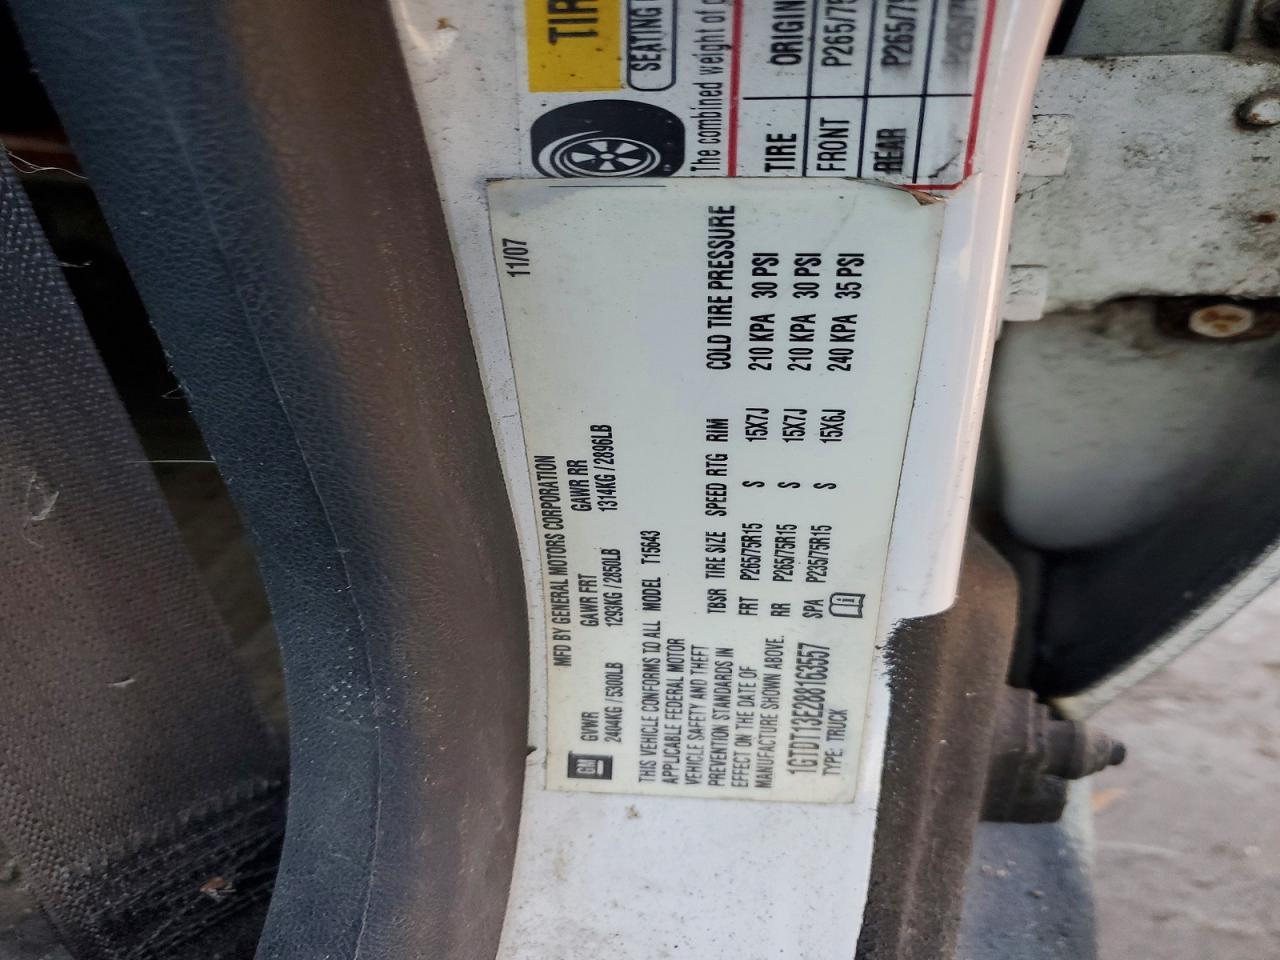 TIR
SEATING
The combined weight of
TIRE ORIGIN
FRONT P265/75
REAR P265/75
11/07
MFD BY GENERAL MOTORS CORPORATION
GM
GVWR GAWR FRT GAWR RR
2404KG / 5300LB 1293KG / 2850LB 1314KG / 2896LB
THIS VEHICLE CONFORMS TO ALL
APPLICABLE FEDERAL MOTOR
VEHICLE SAFETY AND THEFT
PREVENTION STANDARDS IN
EFFECT ON THE DATE OF
MANUFACTURE SHOWN ABOVE.
1GTDT13E288163557
TYPE: TRUCK
MODEL T15643
TBSR TIRE SIZE SPEED RTG RIM COLD TIRE PRESSURE
FRT P265/75R15 S 15X7J 210 KPA 30 PSI
RR P265/75R15 S 15X7J 210 KPA 30 PSI
SPA P235/75R15 S 15X6J 240 KPA 35 PSI